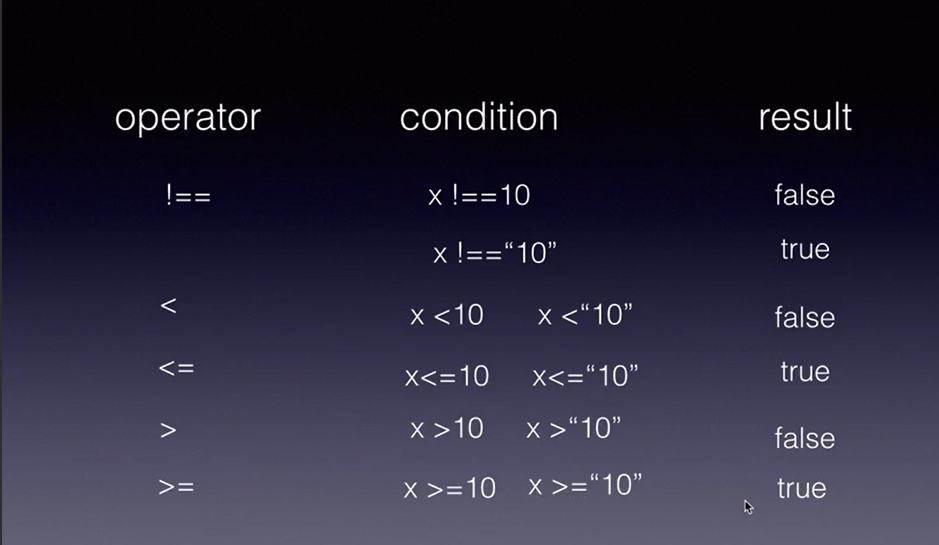 operator condition result
!== x !==10 false
x !==“10” true
< x <10 x <“10” false
<= x<=10 x<=“10” true
> x >10 x >“10” false
>= x >=10 x >=“10” true